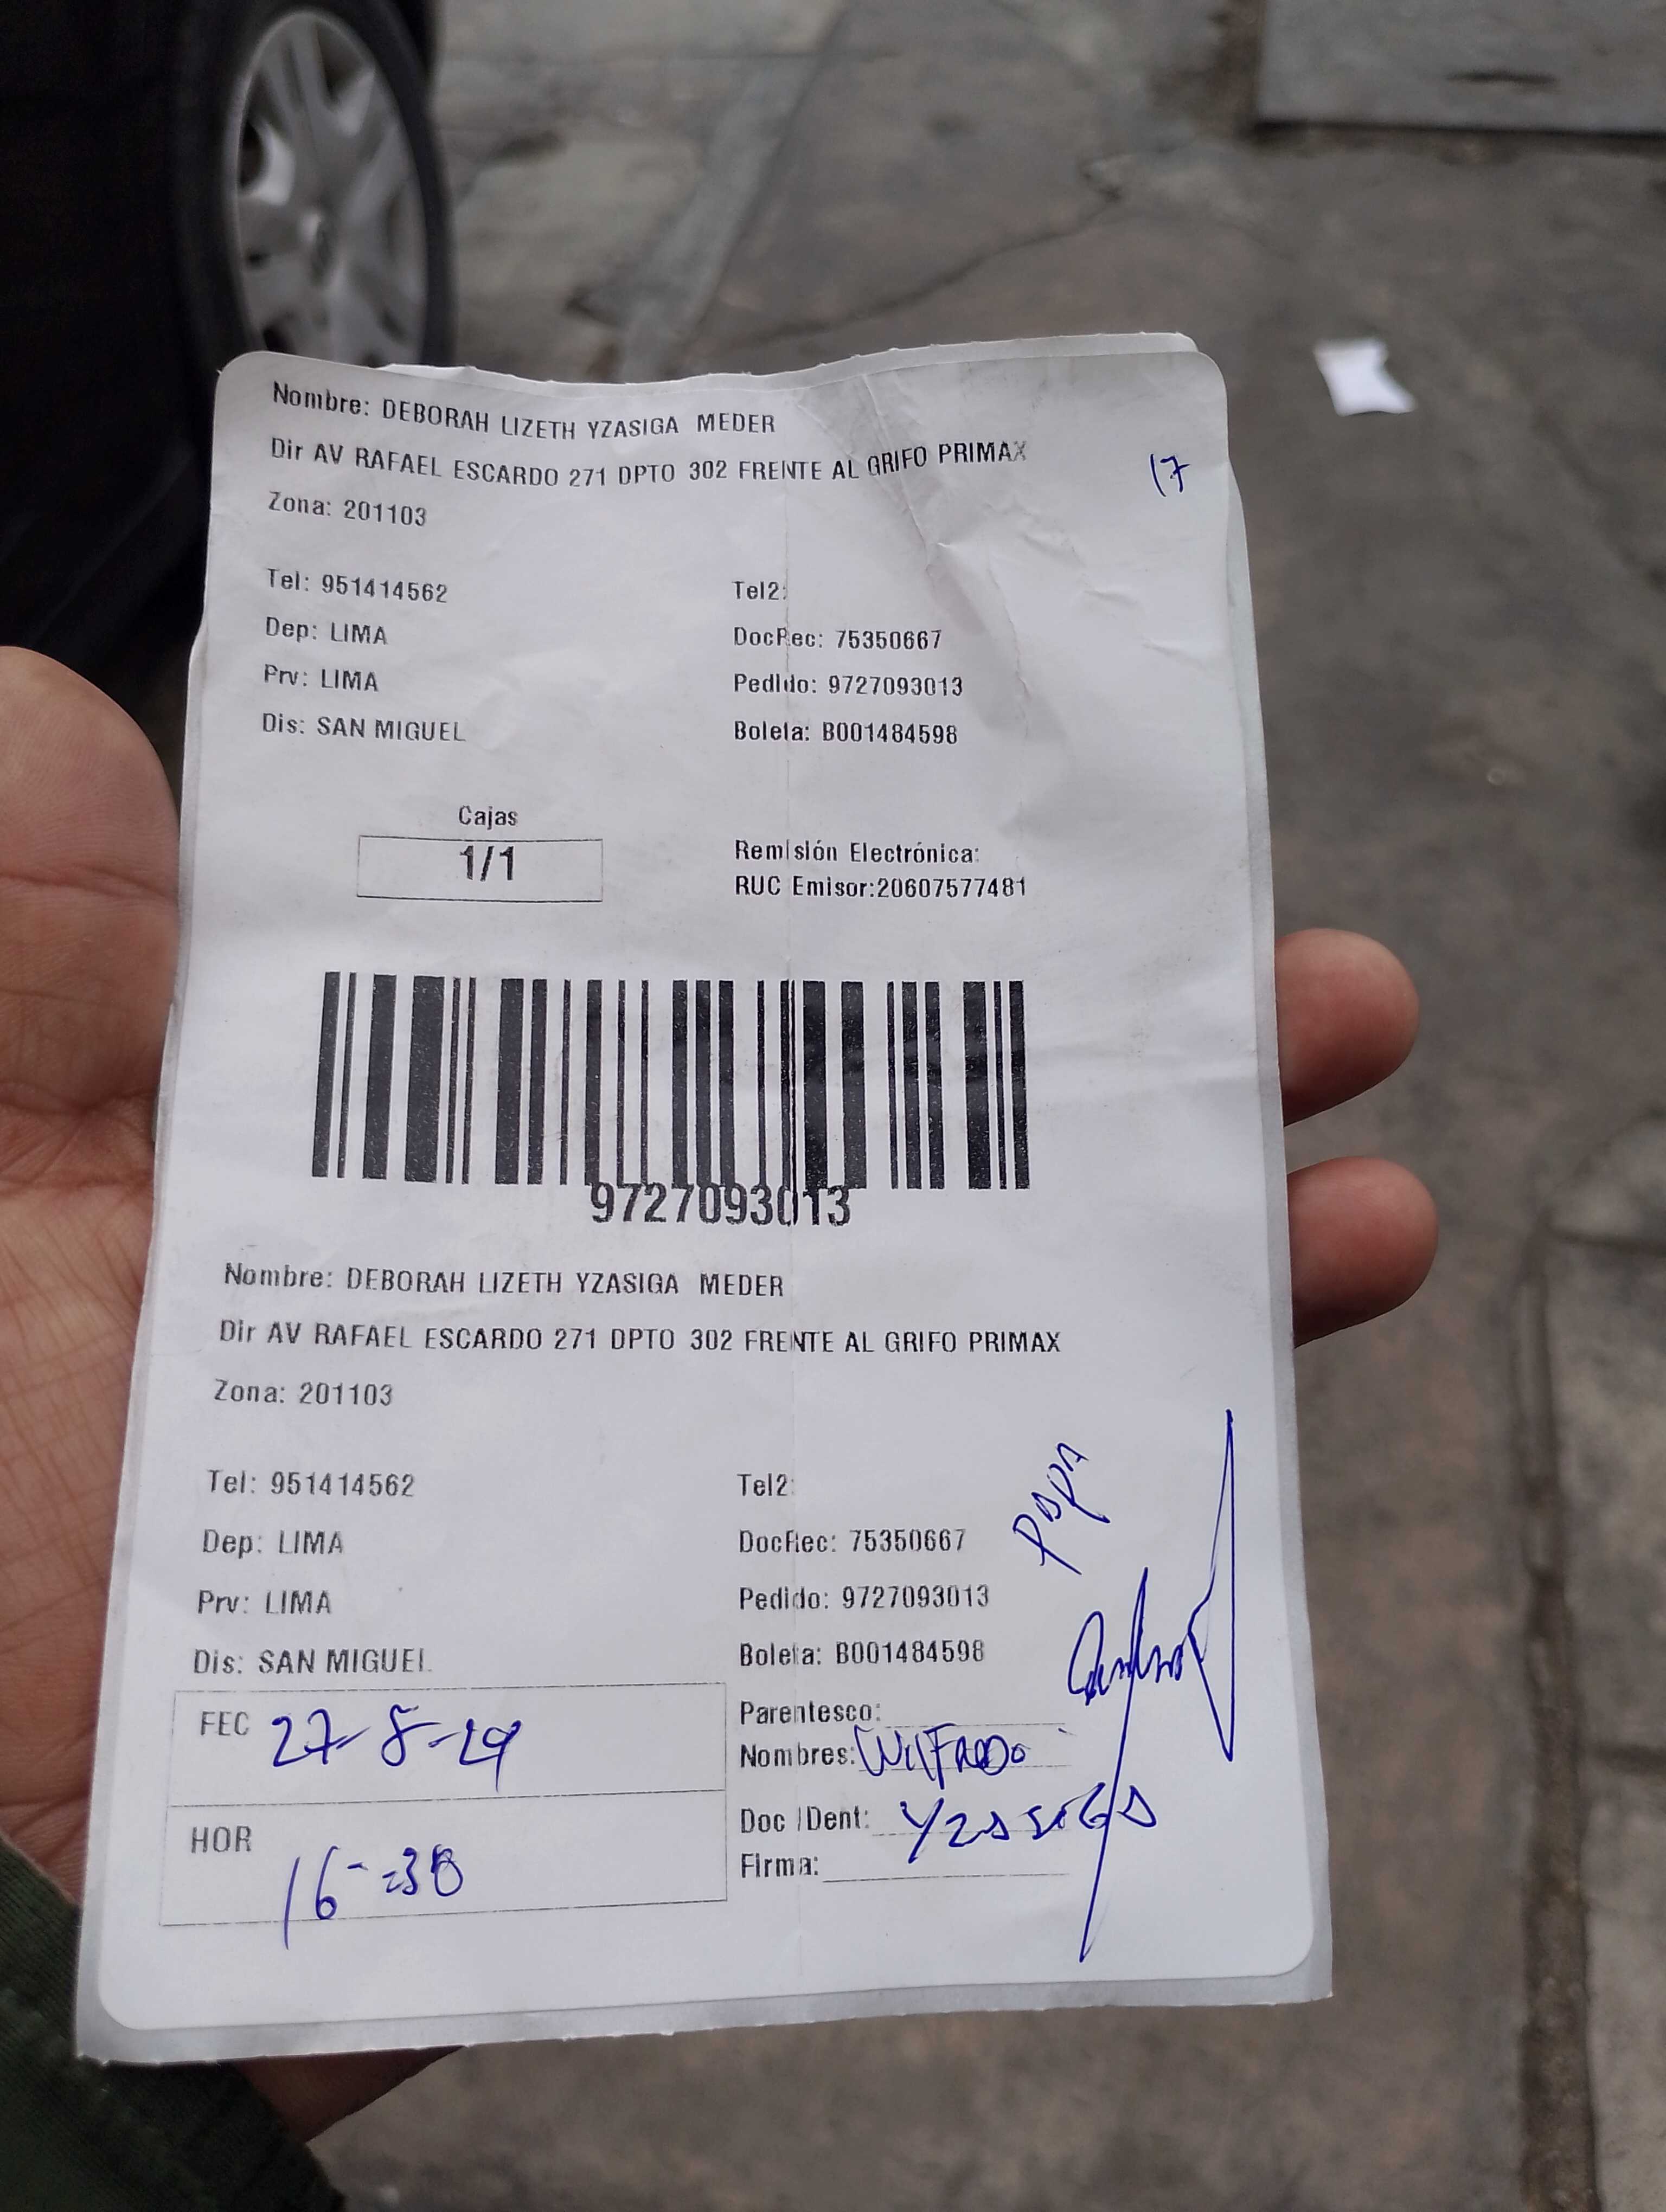 Nombre: DEBORAH LIZETH YZASIGA MEDER
Dir AV RAFAEL ESCARDO 271 DPTO 302 FRENTE AL GRIFO PRIMAX
17
Zona: 201103
Tel: 951414562 Tel2:
Dep: LIMA DocRec: 75350667
Prv: LIMA Pedido: 9727093013
Dis: SAN MIGUEL Boleta: B001484598
Cajas
1/1
Remisión Electrónica:
RUC Emisor:20607577481
9727093013
Nombre: DEBORAH LIZETH YZASIGA MEDER
Dir AV RAFAEL ESCARDO 271 DPTO 302 FRENTE AL GRIFO PRIMAX
Zona: 201103
Tel: 951414562 Tel2:
Dep: LIMA DocRec: 75350667
PAPA
Prv: LIMA Pedido: 9727093013
Dis: SAN MIGUEL Boleta: B001484598
FEC 27-8-24
Parentesco:
Nombres: WilFREDO
HOR 16-30
Doc /Dent: YZASIGA
Firma: